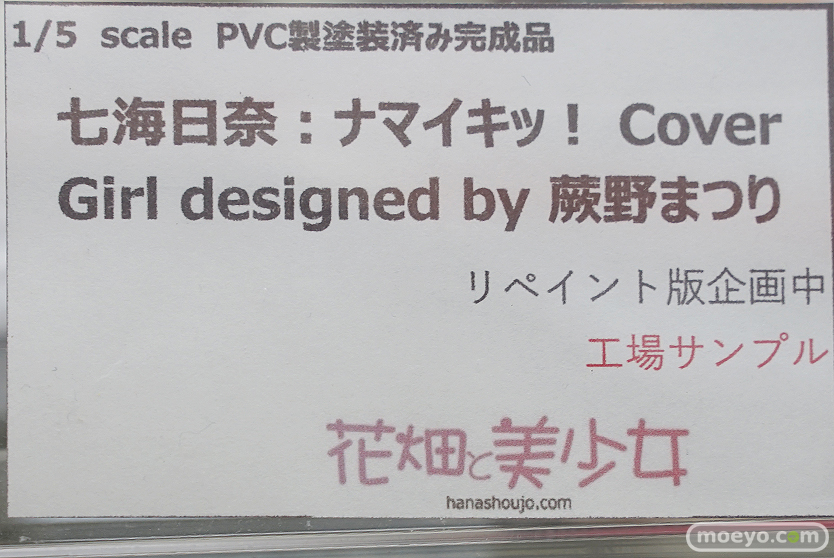 1/5 scale PVC製塗装済み完成品
七海日奈：ナマイキッ！ Cover
Girl designed by 蕨野まつり
リペイント版企画中
工場サンプル
花畑と美少女
hanashoujo.com
moeyo.com